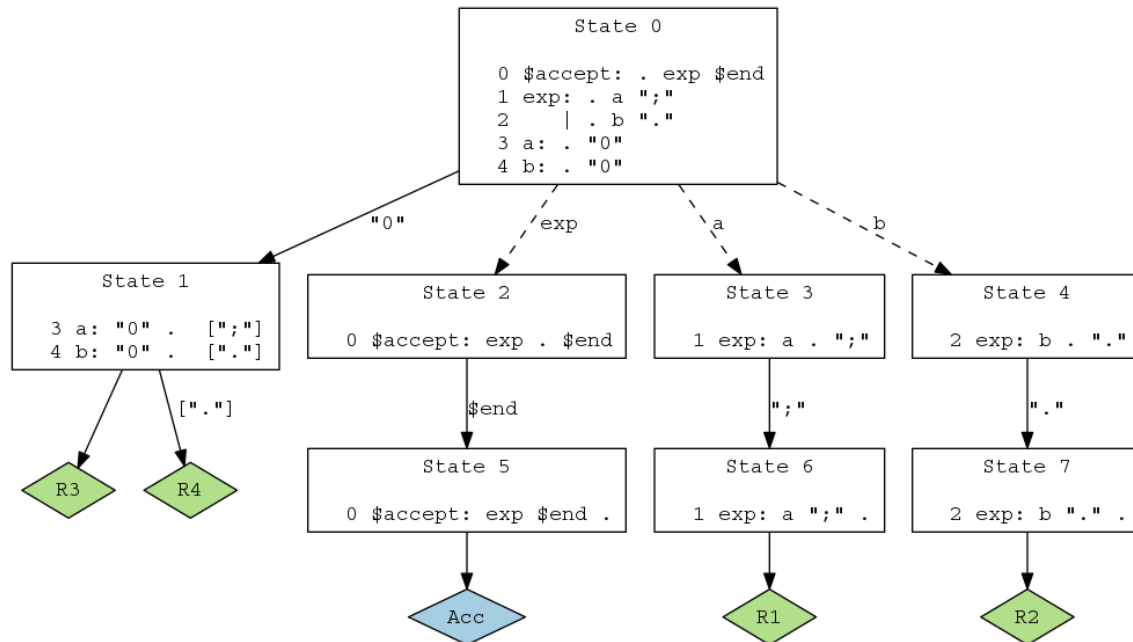 State 0
0 $accept: . exp $end
1 exp: . a ";"
2 | . b "."
3 a: . "0"
4 b: . "0"
"0"
exp
a
b
State 1
3 a: "0" . [";"]
4 b: "0" . ["."]
State 2
0 $accept: exp . $end
State 3
1 exp: a . ";"
State 4
2 exp: b . "."
["."]
$end
";"
"."
R3
R4
State 5
0 $accept: exp $end .
State 6
1 exp: a ";" .
State 7
2 exp: b "." .
Acc
R1
R2